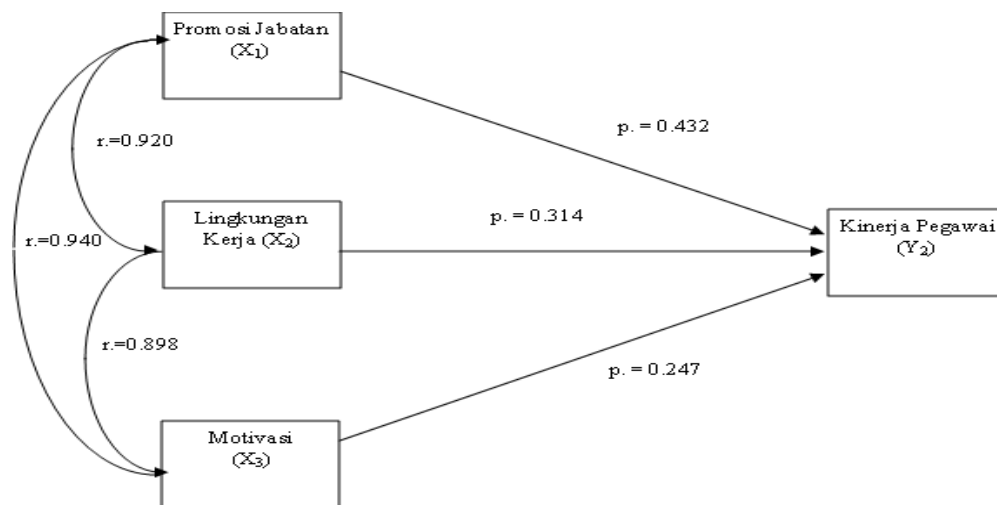 Promosi Jabatan
(X₁)
p. = 0.432
r.=0.920
Lingkungan
Kerja (X₂)
p. = 0.314
Kinerja Pegawai
(Y₂)
r.=0.940
r.=0.898
p. = 0.247
Motivasi
(X₃)